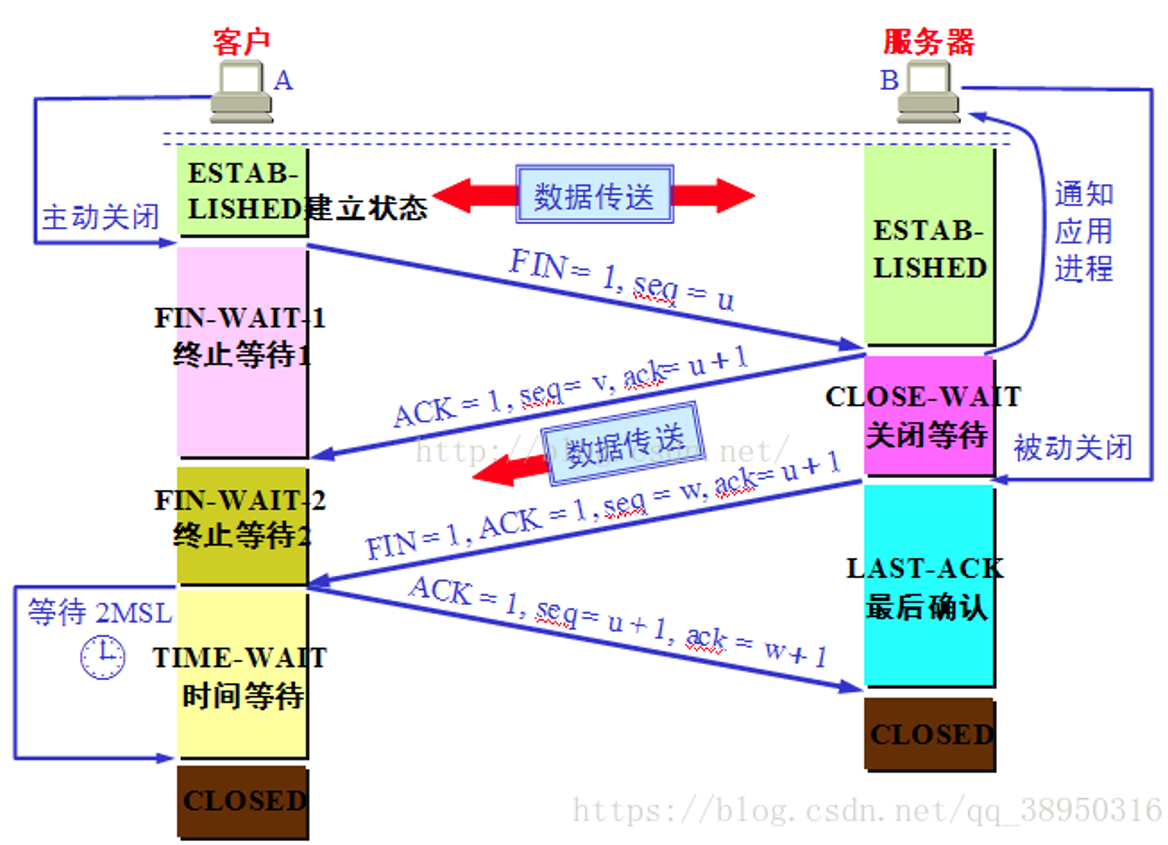 客户
服务器
A
B
ESTAB-
LISHED建立状态
数据传送
主动关闭
ESTAB-
LISHED
通知
应用
进程
FIN = 1, seq = u
FIN-WAIT-1
终止等待1
ACK = 1, seq= v, ack= u + 1
CLOSE-WAIT
关闭等待
被动关闭
数据传送
http://blog.csdn.net/
FIN-WAIT-2
终止等待2
FIN= 1, ACK = 1, seq = w, ack= u + 1
LAST-ACK
最后确认
等待 2MSL
ACK = 1, seq= u + 1, ack = w+ 1
TIME-WAIT
时间等待
CLOSED
CLOSED
https://blog.csdn.net/qq_38950316